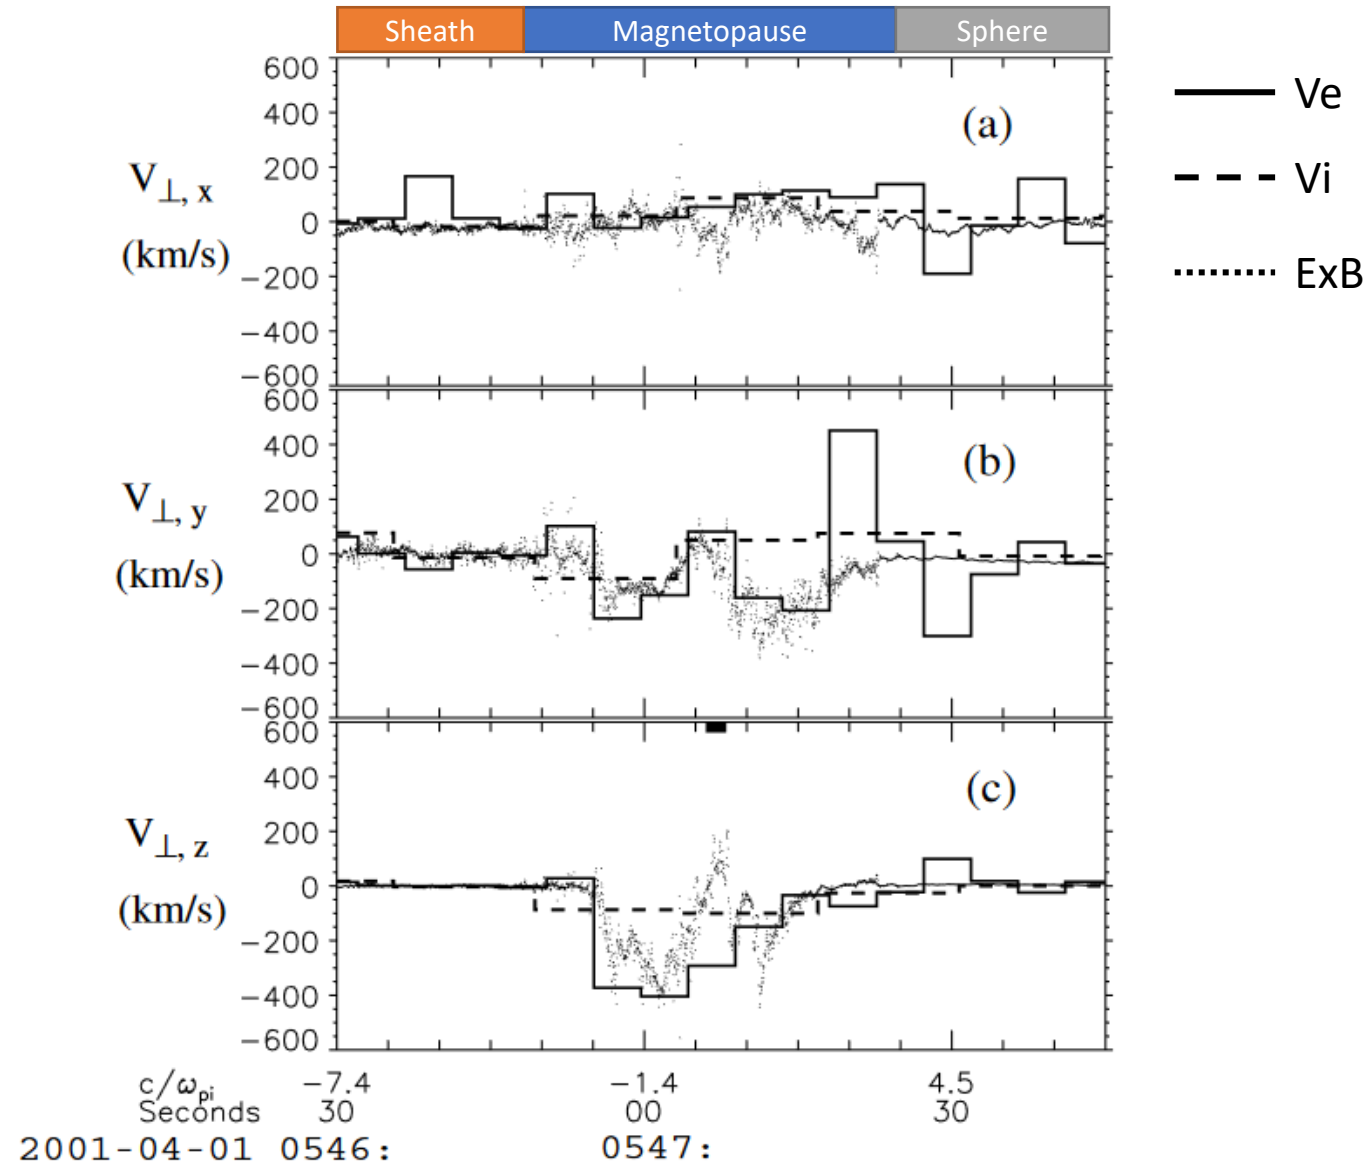 Sheath Magnetopause Sphere
600
400
200
0
−200
−400
−600
V⊥, x
(km/s)
(a)
Ve
Vi
ExB
600
400
200
0
−200
−400
−600
V⊥, y
(km/s)
(b)
600
400
200
0
−200
−400
−600
V⊥, z
(km/s)
(c)
c/ωpi −7.4 −1.4 4.5
Seconds 30 00 30
2001-04-01 0546: 0547: